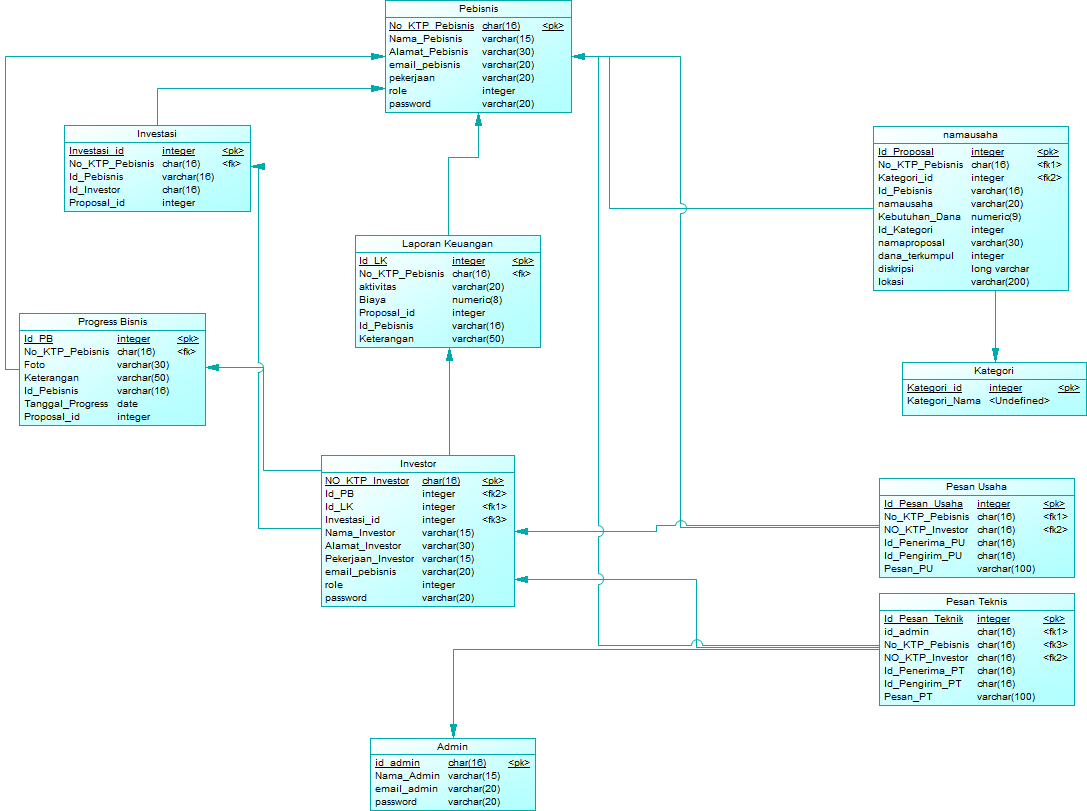 Pebisnis
No_KTP_Pebisnis char(16) <pk>
Nama_Pebisnis varchar(15)
Alamat_Pebisnis varchar(30)
email_pebisnis varchar(20)
pekerjaan varchar(20)
role integer
password varchar(20)
Investasi
Investasi_id integer <pk>
No_KTP_Pebisnis char(16) <fk>
Id_Pebisnis varchar(16)
Id_Investor char(16)
Proposal_id integer
namausaha
Id_Proposal integer <pk>
No_KTP_Pebisnis char(16) <fk1>
Kategori_id integer <fk2>
Id_Pebisnis varchar(16)
namausaha varchar(20)
Kebutuhan_Dana numeric(9)
Id_Kategori integer
namaproposal varchar(30)
dana_terkumpul integer
diskripsi long varchar
lokasi varchar(200)
Laporan Keuangan
Id_LK integer <pk>
No_KTP_Pebisnis char(16) <fk>
aktivitas varchar(20)
Biaya numeric(8)
Proposal_id integer
Id_Pebisnis varchar(16)
Keterangan varchar(50)
Progress Bisnis
Id_PB integer <pk>
No_KTP_Pebisnis char(16) <fk>
Foto varchar(30)
Keterangan varchar(50)
Id_Pebisnis varchar(16)
Tanggal_Progress date
Proposal_id integer
Kategori
Kategori_id integer <pk>
Kategori_Nama <Undefined>
Investor
NO_KTP_Investor char(16) <pk>
Id_PB integer <fk2>
Id_LK integer <fk1>
Investasi_id integer <fk3>
Nama_Investor varchar(15)
Alamat_Investor varchar(30)
Pekerjaan_Investor varchar(15)
email_pebisnis varchar(20)
role integer
password varchar(20)
Pesan Usaha
Id_Pesan_Usaha integer <pk>
No_KTP_Pebisnis char(16) <fk1>
NO_KTP_Investor char(16) <fk2>
Id_Penerima_PU char(16)
Id_Pengirim_PU char(16)
Pesan_PU varchar(100)
Pesan Teknis
Id_Pesan_Teknik integer <pk>
id_admin char(16) <fk1>
No_KTP_Pebisnis char(16) <fk3>
NO_KTP_Investor char(16) <fk2>
Id_Penerima_PT char(16)
Id_Pengirim_PT char(16)
Pesan_PT varchar(100)
Admin
id_admin char(16) <pk>
Nama_Admin varchar(15)
email_admin varchar(20)
password varchar(20)